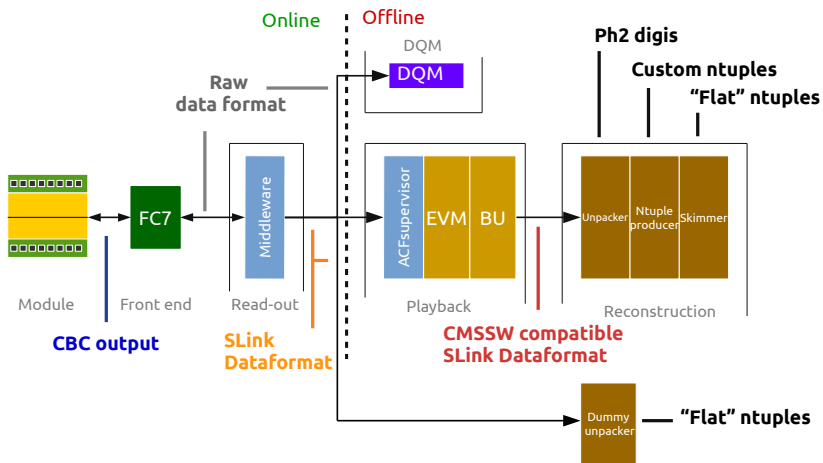 Online
Offline
DQM
DQM
Ph2 digis
Custom ntuples
“Flat” ntuples
Raw
data format
FC7
Middleware
ACFsupervisor
EVM
BU
Unpacker
Ntuple
producer
Skimmer
Module
Front end
Read-out
Playback
Reconstruction
CBC output
SLink
Dataformat
CMSSW compatible
SLink Dataformat
Dummy
unpacker
“Flat” ntuples